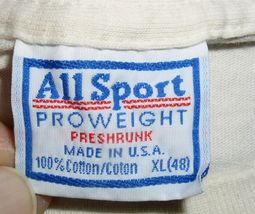 All Sport
PROWEIGHT
PRESHRUNK
MADE IN U.S.A.
100% Cotton/Coton XL (48)